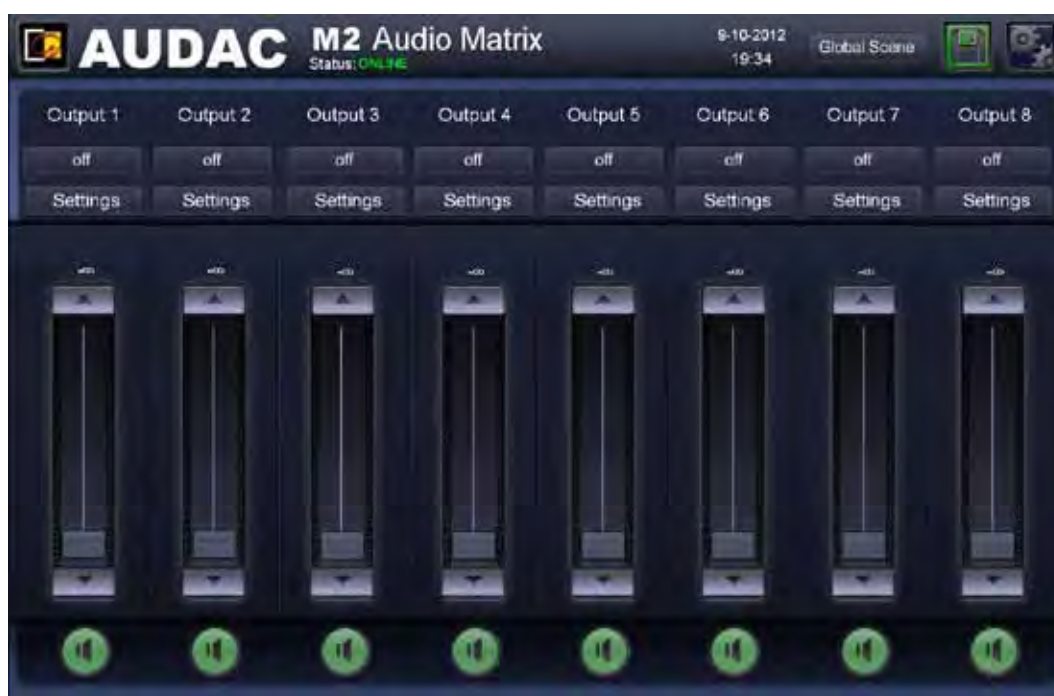 AUDAC M2 Audio Matrix
Status: ONLINE
9-10-2012
19:34
Global Scene
Output 1 Output 2 Output 3 Output 4 Output 5 Output 6 Output 7 Output 8
off off off off off off off off
Settings Settings Settings Settings Settings Settings Settings Settings
-∞ -∞ -∞ -∞ -∞ -∞ -∞ -∞